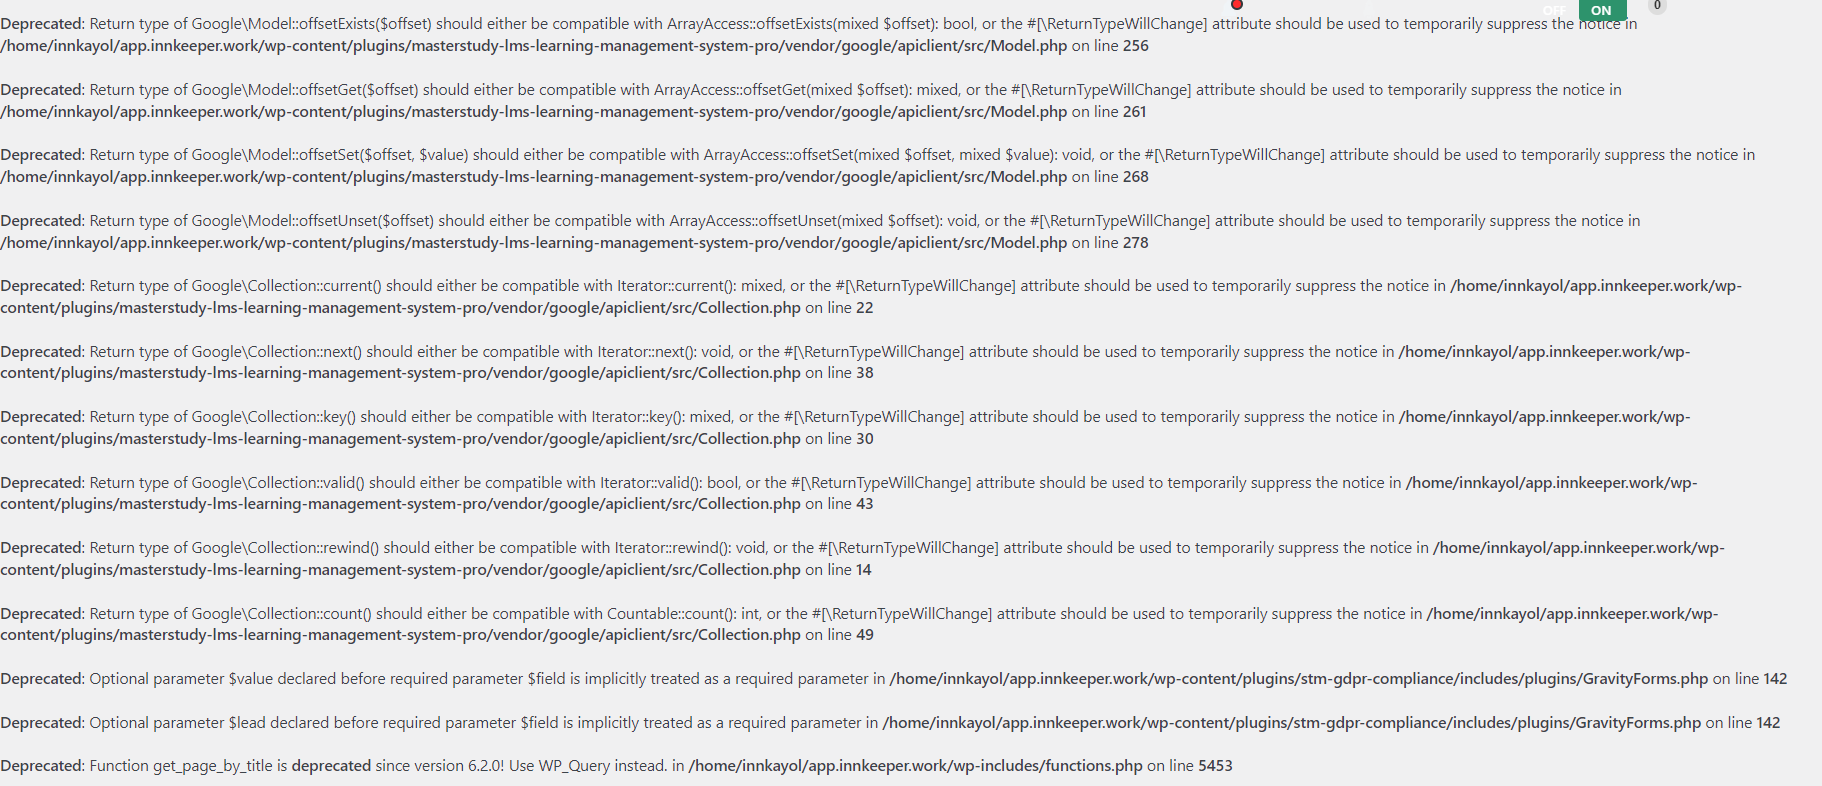 OFF ON 0
Deprecated: Return type of Google\Model::offsetExists($offset) should either be compatible with ArrayAccess::offsetExists(mixed $offset): bool, or the #[\ReturnTypeWillChange] attribute should be used to temporarily suppress the notice in
/home/innkayol/app.innkeeper.work/wp-content/plugins/masterstudy-lms-learning-management-system-pro/vendor/google/apiclient/src/Model.php on line 256
Deprecated: Return type of Google\Model::offsetGet($offset) should either be compatible with ArrayAccess::offsetGet(mixed $offset): mixed, or the #[\ReturnTypeWillChange] attribute should be used to temporarily suppress the notice in
/home/innkayol/app.innkeeper.work/wp-content/plugins/masterstudy-lms-learning-management-system-pro/vendor/google/apiclient/src/Model.php on line 261
Deprecated: Return type of Google\Model::offsetSet($offset, $value) should either be compatible with ArrayAccess::offsetSet(mixed $offset, mixed $value): void, or the #[\ReturnTypeWillChange] attribute should be used to temporarily suppress the notice in
/home/innkayol/app.innkeeper.work/wp-content/plugins/masterstudy-lms-learning-management-system-pro/vendor/google/apiclient/src/Model.php on line 268
Deprecated: Return type of Google\Model::offsetUnset($offset) should either be compatible with ArrayAccess::offsetUnset(mixed $offset): void, or the #[\ReturnTypeWillChange] attribute should be used to temporarily suppress the notice in
/home/innkayol/app.innkeeper.work/wp-content/plugins/masterstudy-lms-learning-management-system-pro/vendor/google/apiclient/src/Model.php on line 278
Deprecated: Return type of Google\Collection::current() should either be compatible with Iterator::current(): mixed, or the #[\ReturnTypeWillChange] attribute should be used to temporarily suppress the notice in /home/innkayol/app.innkeeper.work/wp-
content/plugins/masterstudy-lms-learning-management-system-pro/vendor/google/apiclient/src/Collection.php on line 22
Deprecated: Return type of Google\Collection::next() should either be compatible with Iterator::next(): void, or the #[\ReturnTypeWillChange] attribute should be used to temporarily suppress the notice in /home/innkayol/app.innkeeper.work/wp-
content/plugins/masterstudy-lms-learning-management-system-pro/vendor/google/apiclient/src/Collection.php on line 38
Deprecated: Return type of Google\Collection::key() should either be compatible with Iterator::key(): mixed, or the #[\ReturnTypeWillChange] attribute should be used to temporarily suppress the notice in /home/innkayol/app.innkeeper.work/wp-
content/plugins/masterstudy-lms-learning-management-system-pro/vendor/google/apiclient/src/Collection.php on line 30
Deprecated: Return type of Google\Collection::valid() should either be compatible with Iterator::valid(): bool, or the #[\ReturnTypeWillChange] attribute should be used to temporarily suppress the notice in /home/innkayol/app.innkeeper.work/wp-
content/plugins/masterstudy-lms-learning-management-system-pro/vendor/google/apiclient/src/Collection.php on line 43
Deprecated: Return type of Google\Collection::rewind() should either be compatible with Iterator::rewind(): void, or the #[\ReturnTypeWillChange] attribute should be used to temporarily suppress the notice in /home/innkayol/app.innkeeper.work/wp-
content/plugins/masterstudy-lms-learning-management-system-pro/vendor/google/apiclient/src/Collection.php on line 14
Deprecated: Return type of Google\Collection::count() should either be compatible with Countable::count(): int, or the #[\ReturnTypeWillChange] attribute should be used to temporarily suppress the notice in /home/innkayol/app.innkeeper.work/wp-
content/plugins/masterstudy-lms-learning-management-system-pro/vendor/google/apiclient/src/Collection.php on line 49
Deprecated: Optional parameter $value declared before required parameter $field is implicitly treated as a required parameter in /home/innkayol/app.innkeeper.work/wp-content/plugins/stm-gdpr-compliance/includes/plugins/GravityForms.php on line 142
Deprecated: Optional parameter $lead declared before required parameter $field is implicitly treated as a required parameter in /home/innkayol/app.innkeeper.work/wp-content/plugins/stm-gdpr-compliance/includes/plugins/GravityForms.php on line 142
Deprecated: Function get_page_by_title is deprecated since version 6.2.0! Use WP_Query instead. in /home/innkayol/app.innkeeper.work/wp-includes/functions.php on line 5453